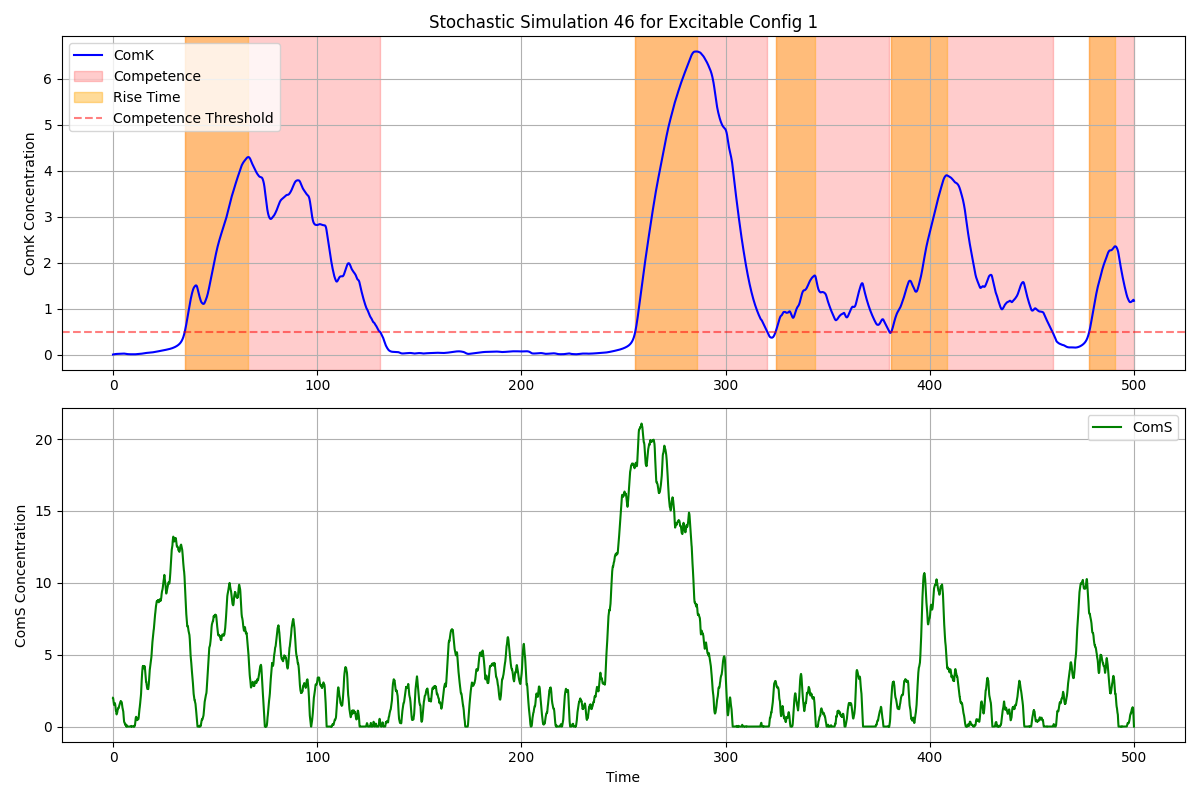 Stochastic Simulation 46 for Excitable Config 1
ComK
Competence
Rise Time
Competence Threshold
ComK Concentration
6
5
4
3
2
1
0
0 100 200 300 400 500
ComS
ComS Concentration
20
15
10
5
0
0 100 200 300 400 500
Time